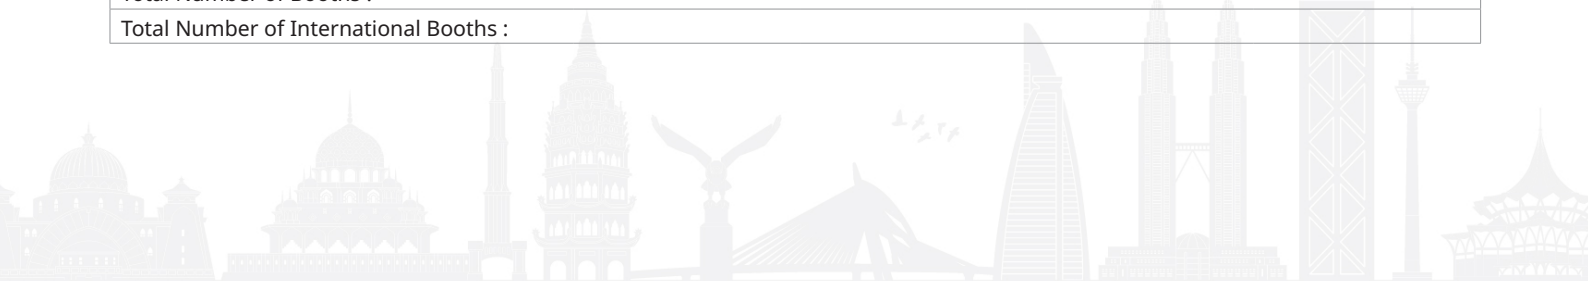 Total Number of Booths :
Total Number of International Booths :